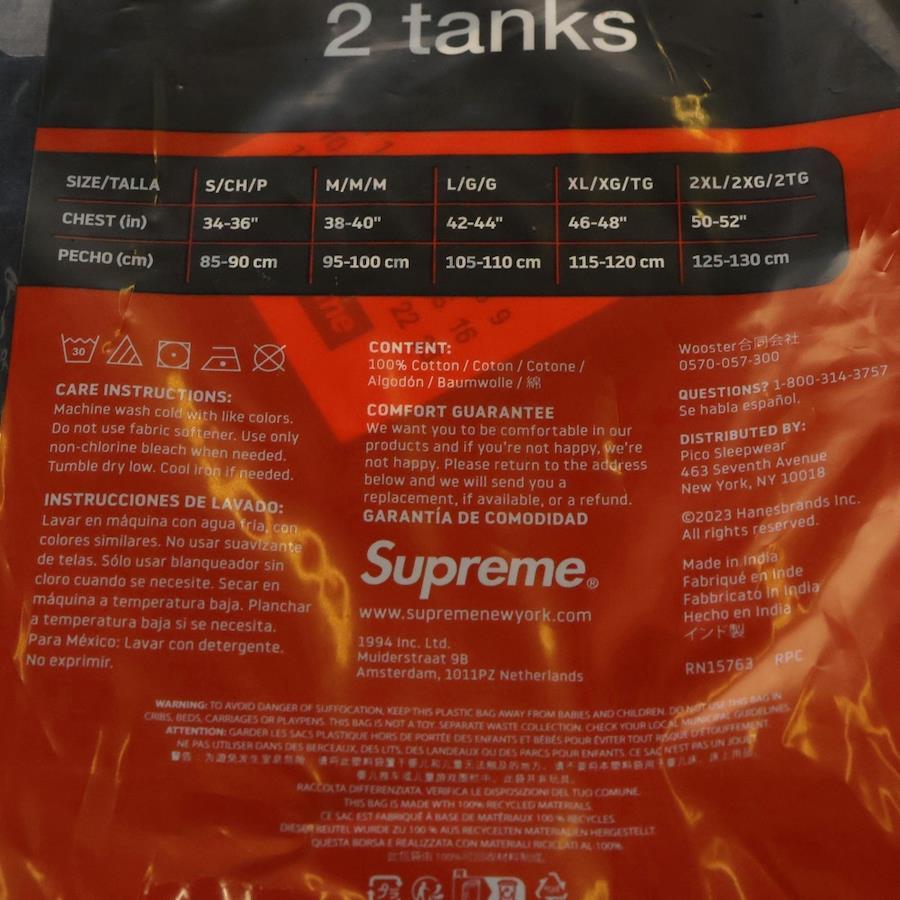 2 tanks
SIZE/TALLA S/CH/P M/M/M L/G/G XL/XG/TG 2XL/2XG/2TG
CHEST (in) 34-36" 38-40" 42-44" 46-48" 50-52"
PECHO (cm) 85-90 cm 95-100 cm 105-110 cm 115-120 cm 125-130 cm
30
CARE INSTRUCTIONS:
Machine wash cold with like colors.
Do not use fabric softener. Use only
non-chlorine bleach when needed.
Tumble dry low. Cool iron if needed.
INSTRUCCIONES DE LAVADO:
Lavar en máquina con agua fría, con
colores similares. No usar suavizante
de telas. Sólo usar blanqueador sin
cloro cuando se necesite. Secar en
máquina a temperatura baja. Planchar
a temperatura baja si se necesita.
Para México: Lavar con detergente.
No exprimir.
CONTENT:
100% Cotton / Coton / Cotone /
Algodón / Baumwolle / 綿
COMFORT GUARANTEE
We want you to be comfortable in our
products and if you're not happy, we're
not happy. Please return to the address
below and we will send you a
replacement, if available, or a refund.
GARANTÍA DE COMODIDAD
Supreme®
www.supremenewyork.com
1994 Inc. Ltd.
Muiderstraat 9B
Amsterdam, 1011PZ Netherlands
Wooster合同会社
0570-057-300
QUESTIONS? 1-800-314-3757
Se habla español.
DISTRIBUTED BY:
Pico Sleepwear
463 Seventh Avenue
New York, NY 10018
©2023 Hanesbrands Inc.
All rights reserved.
Made in India
Fabriqué en Inde
Fabbricato in India
Hecho en India
インド製
RN15763 RPC
WARNING: TO AVOID DANGER OF SUFFOCATION, KEEP THIS PLASTIC BAG AWAY FROM BABIES AND CHILDREN. DO NOT USE THIS BAG IN
CRIBS, BEDS, CARRIAGES OR PLAYPENS. THIS BAG IS NOT A TOY. SEPARATE WASTE COLLECTION. CHECK YOUR LOCAL MUNICIPAL GUIDELINES.
ATTENTION: GARDER LES SACS PLASTIQUE HORS DE PORTÉE DES ENFANTS ET BÉBÉS POUR ÉVITER TOUT RISQUE D'ÉTOUFFEMENT.
NE PAS UTILISER DANS DES BERCEAUX, DES LITS, DES LANDEAUX OU DES PARCS POUR ENFANTS. CE SAC N'EST PAS UN JOUET.
RACCOLTA DIFFERENZIATA. VERIFICA LE DISPOSIZIONI DEL TUO COMUNE.
THIS BAG IS MADE WTH 100% RECYCLED MATERIALS.
CE SAC EST FABRIQUÉ À BASE DE MATÉRIAUX 100 % RECYCLÉS.
DIESER BEUTEL WURDE ZU 100 % AUS RECYCELTEN MATERIALIEN HERGESTELLT.
QUESTA BORSA E REALIZZATA CON MATERIALI RICICLATI AL 100%.